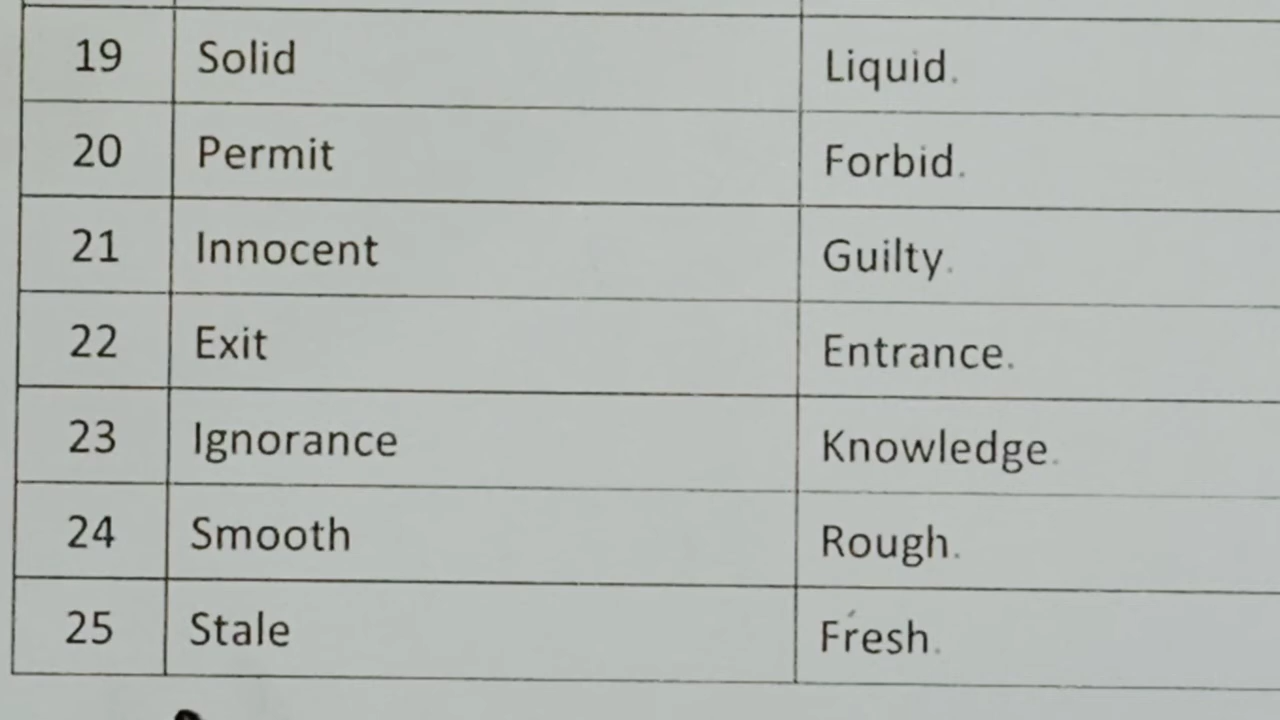 19 Solid Liquid.
20 Permit Forbid.
21 Innocent Guilty.
22 Exit Entrance.
23 Ignorance Knowledge.
24 Smooth Rough.
25 Stale Fresh.